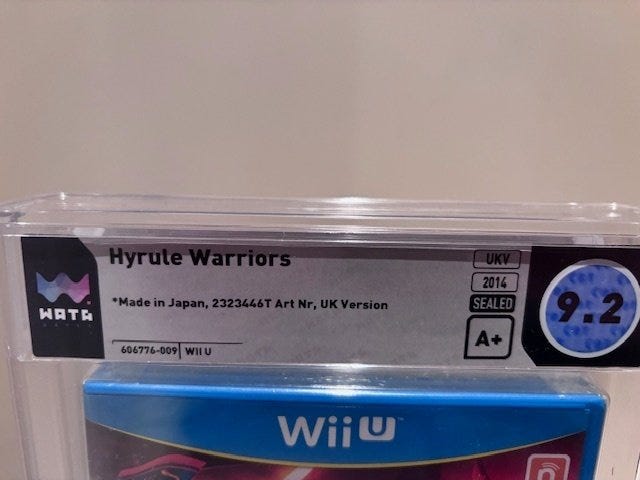 Hyrule Warriors
*Made in Japan, 2323446T Art Nr, UK Version
606776-009 WII U
UKV
2014
SEALED
A+
9.2
WATA
Wii U